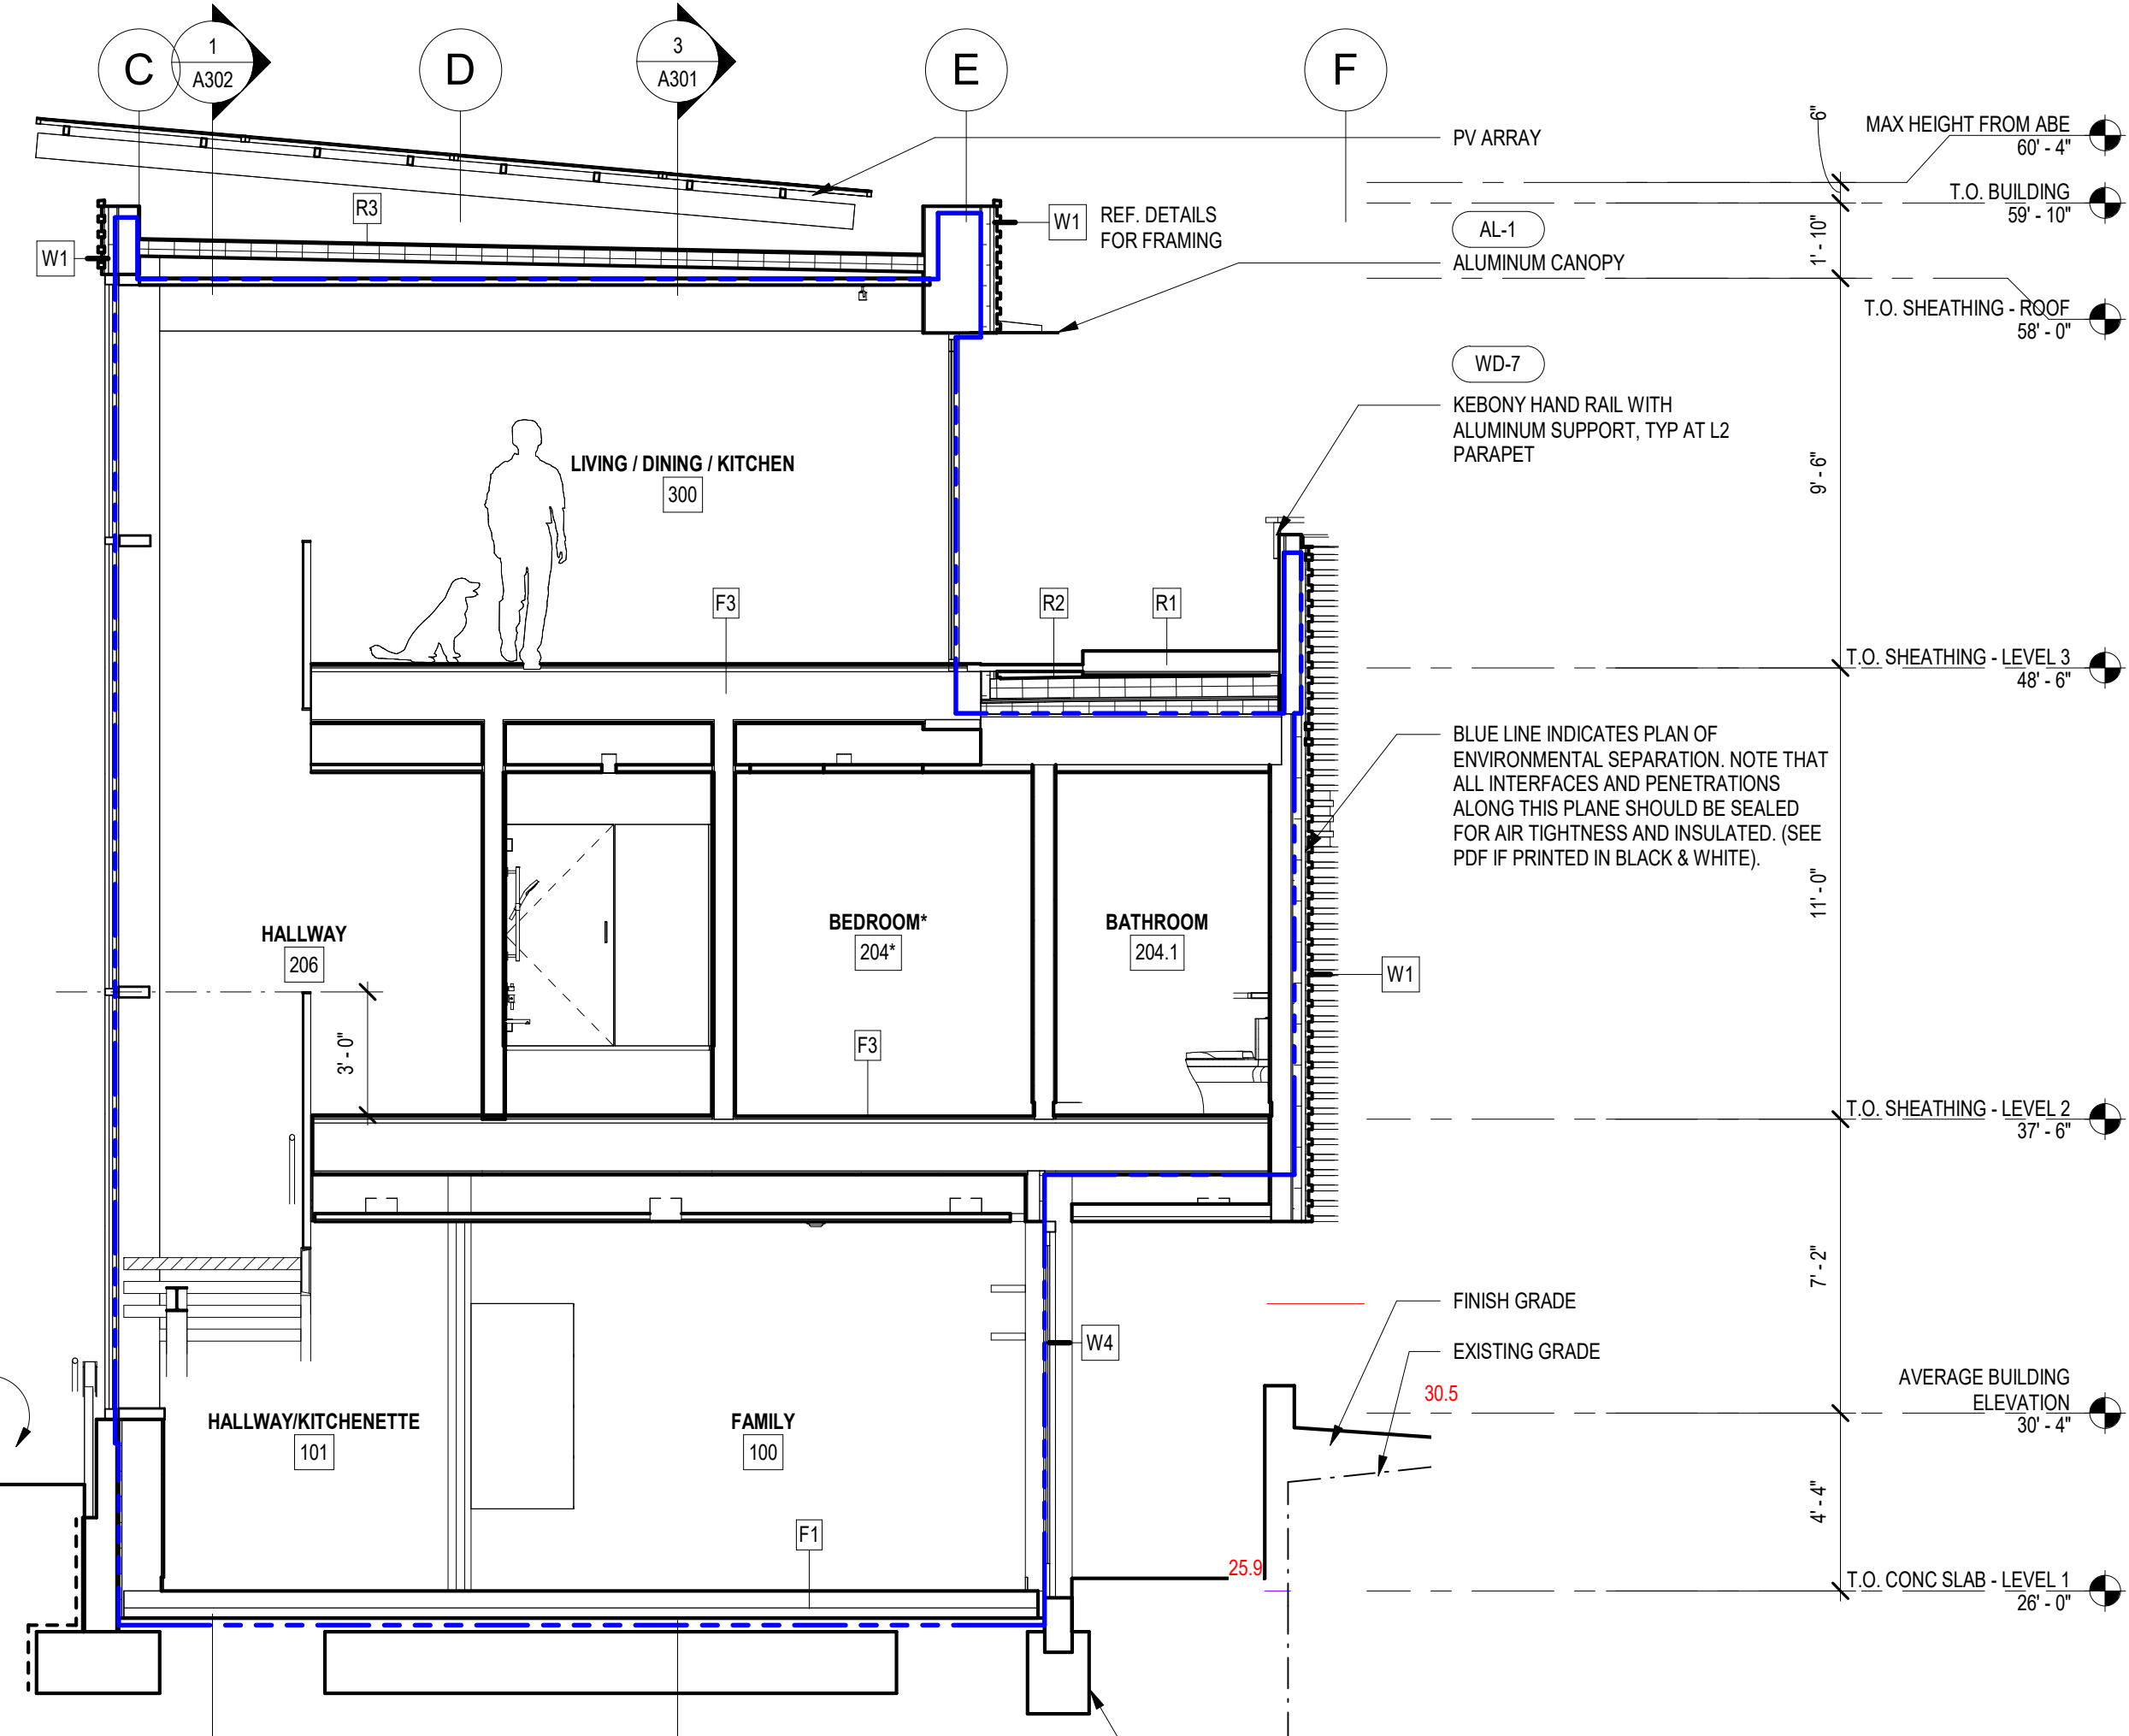 C
1
A302
D
3
A301
E
F
PV ARRAY
6"
MAX HEIGHT FROM ABE
60' - 4"
T.O. BUILDING
59' - 10"
R3
W1
REF. DETAILS
FOR FRAMING
AL-1
1' - 10"
W1
ALUMINUM CANOPY
T.O. SHEATHING - ROOF
58' - 0"
WD-7
KEBONY HAND RAIL WITH
ALUMINUM SUPPORT, TYP AT L2
PARAPET
LIVING / DINING / KITCHEN
300
9' - 6"
F3
R2
R1
T.O. SHEATHING - LEVEL 3
48' - 6"
BLUE LINE INDICATES PLAN OF
ENVIRONMENTAL SEPARATION. NOTE THAT
ALL INTERFACES AND PENETRATIONS
ALONG THIS PLANE SHOULD BE SEALED
FOR AIR TIGHTNESS AND INSULATED. (SEE
PDF IF PRINTED IN BLACK & WHITE).
11' - 0"
HALLWAY
206
BEDROOM*
204*
BATHROOM
204.1
W1
3' - 0"
F3
T.O. SHEATHING - LEVEL 2
37' - 6"
7' - 2"
FINISH GRADE
W4
EXISTING GRADE
30.5
AVERAGE BUILDING
ELEVATION
30' - 4"
HALLWAY/KITCHENETTE
101
FAMILY
100
4' - 4"
F1
25.9
T.O. CONC SLAB - LEVEL 1
26' - 0"